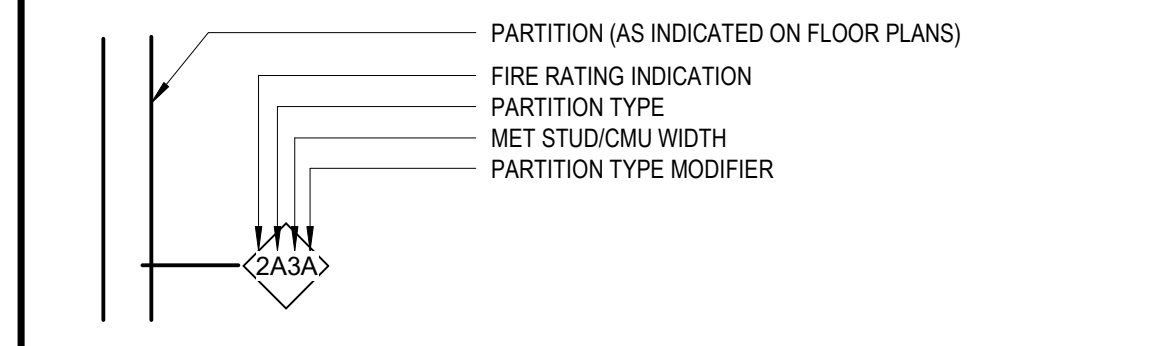 PARTITION (AS INDICATED ON FLOOR PLANS)
FIRE RATING INDICATION
PARTITION TYPE
MET STUD/CMU WIDTH
PARTITION TYPE MODIFIER
2A3A